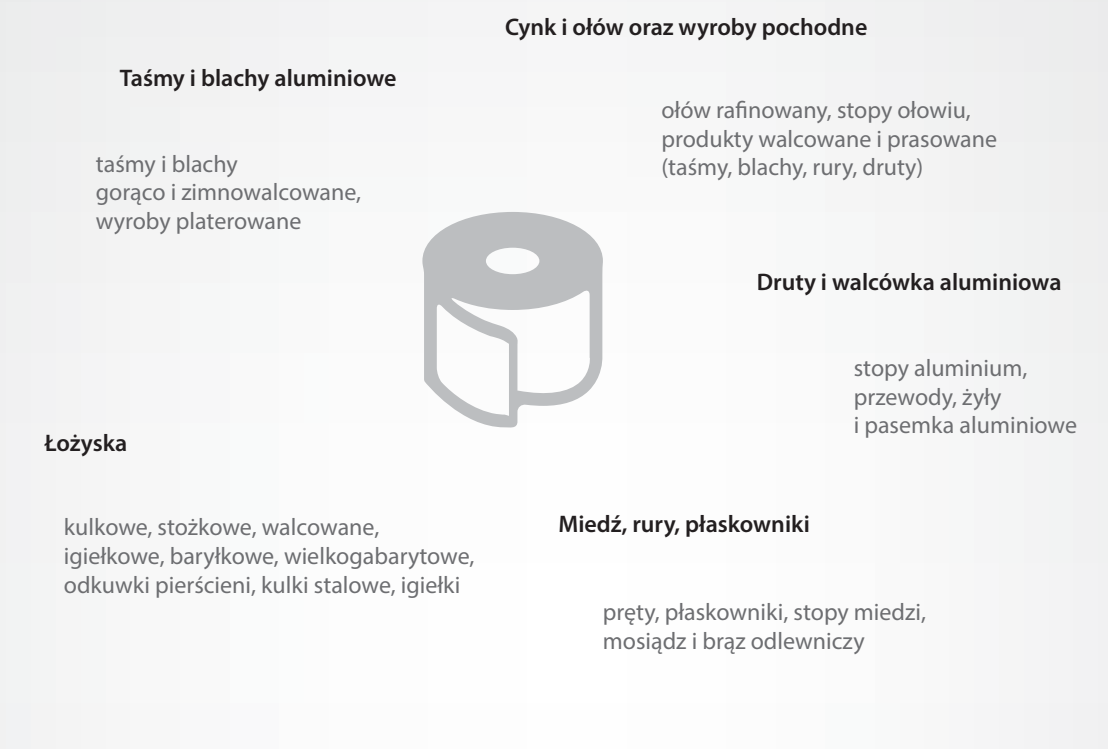 Cynk i ołów oraz wyroby pochodne
ołów rafinowany, stopy ołowiu,
produkty walcowane i prasowane
(taśmy, blachy, rury, druty)
Taśmy i blachy aluminiowe
taśmy i blachy
gorąco i zimnowalcowane,
wyroby platerowane
Druty i walcówka aluminiowa
stopy aluminium,
przewody, żyły
i pasemka aluminiowe
Łożyska
kulkowe, stożkowe, walcowane,
igiełkowe, baryłkowe, wielkogabarytowe,
odkuwki pierścieni, kulki stalowe, igiełki
Miedź, rury, płaskowniki
pręty, płaskowniki, stopy miedzi,
mosiądz i brąz odlewniczy